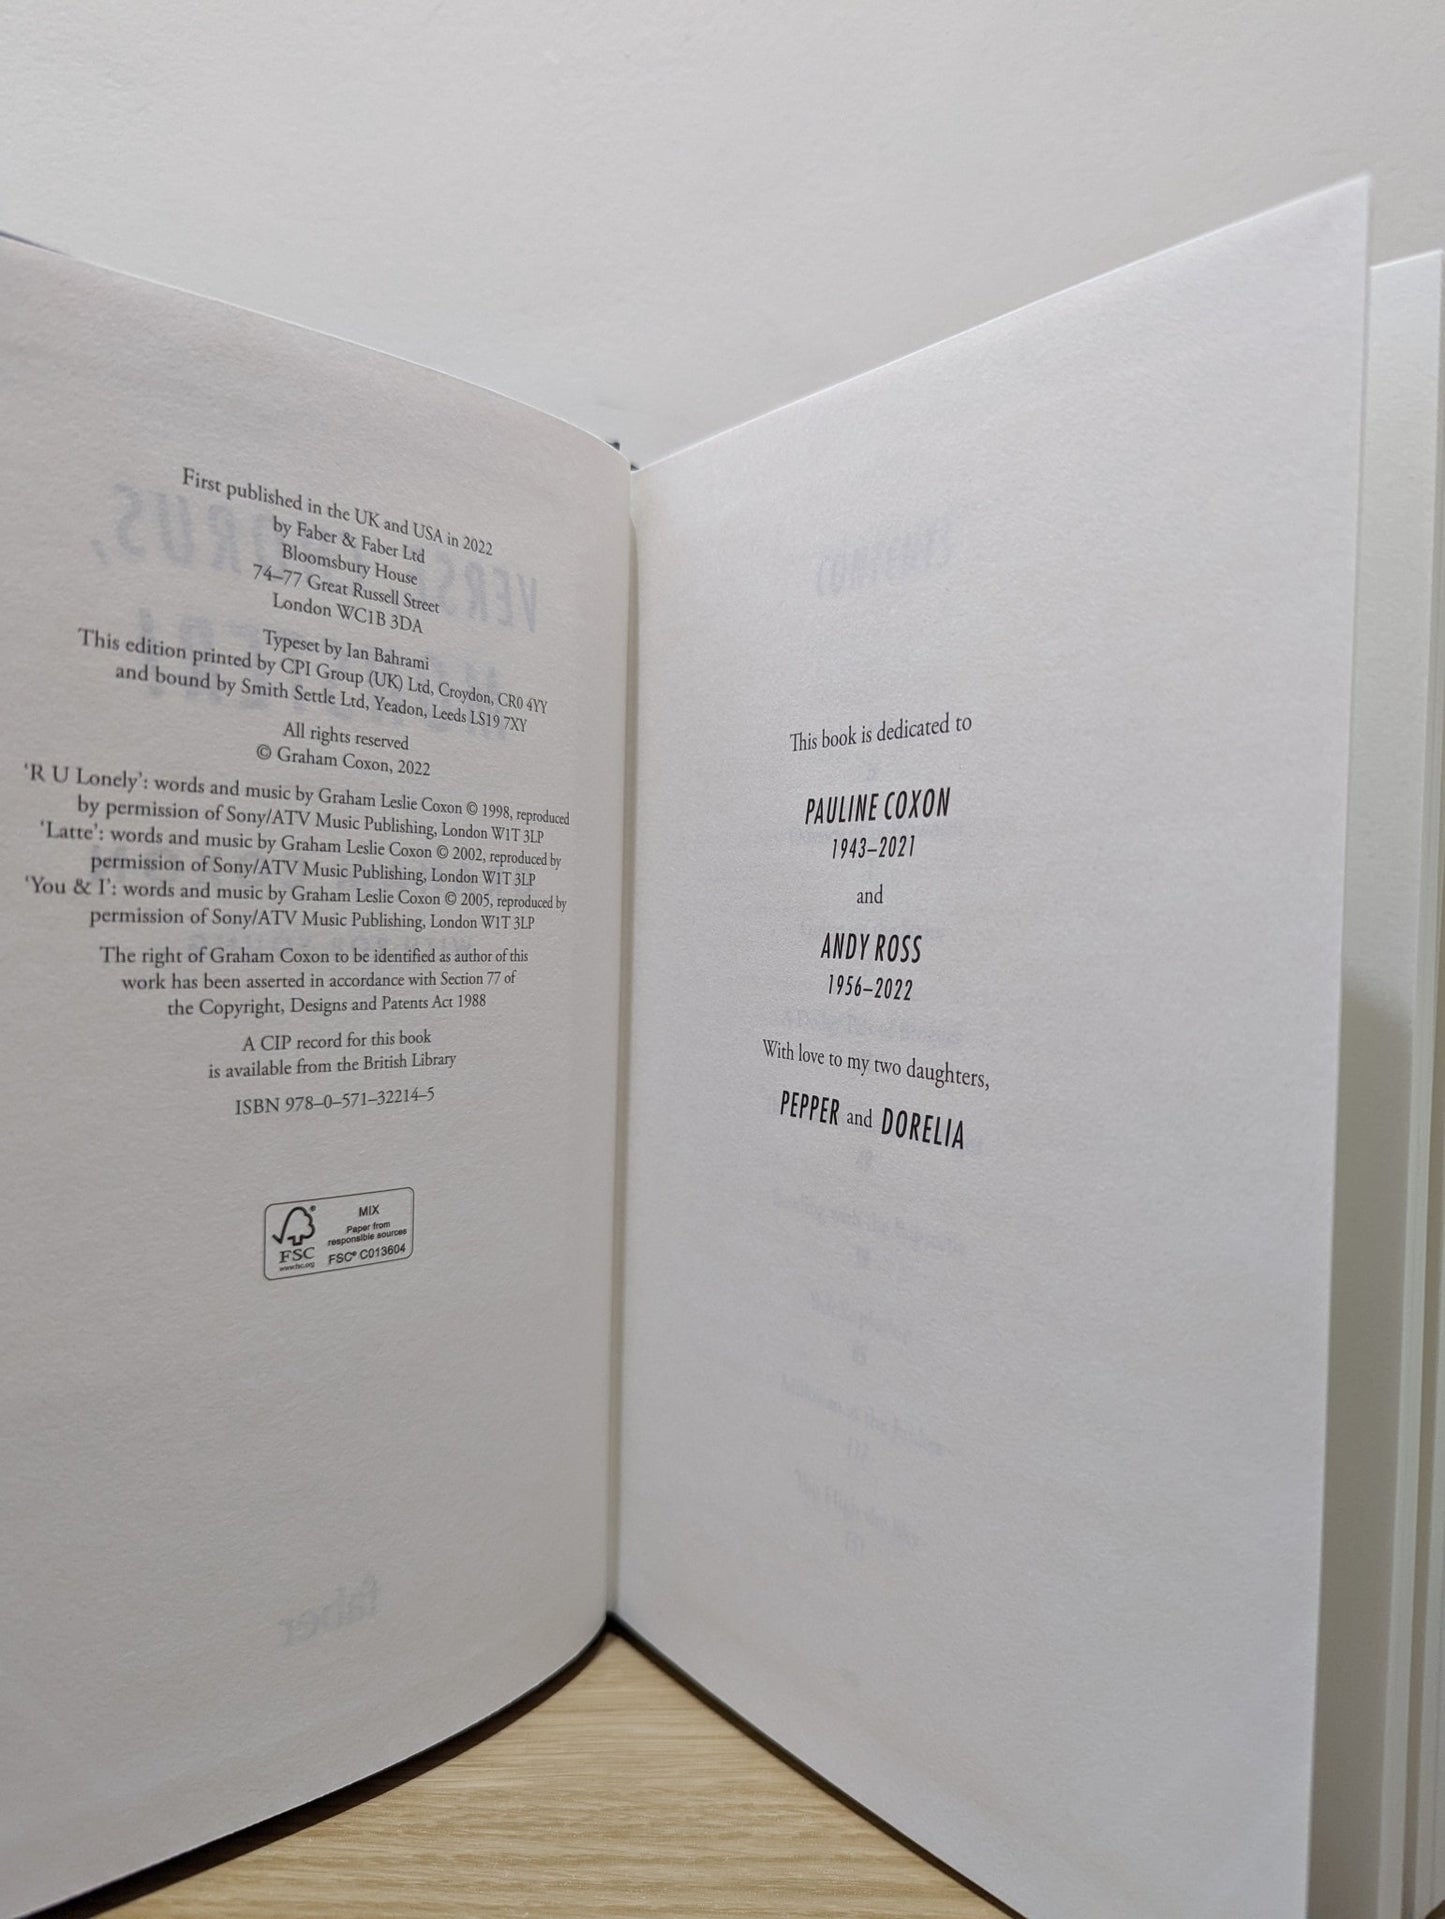 First published in the UK and USA in 2022
by Faber & Faber Ltd
Bloomsbury House
74–77 Great Russell Street
London WC1B 3DA
Typeset by Ian Bahrami
This edition printed by CPI Group (UK) Ltd, Croydon, CR0 4YY
and bound by Smith Settle Ltd, Yeadon, Leeds LS19 7XY
All rights reserved
© Graham Coxon, 2022
‘R U Lonely’: words and music by Graham Leslie Coxon © 1998, reproduced
by permission of Sony/ATV Music Publishing, London W1T 3LP
‘Latte’: words and music by Graham Leslie Coxon © 2002, reproduced by
permission of Sony/ATV Music Publishing, London W1T 3LP
‘You & I’: words and music by Graham Leslie Coxon © 2005, reproduced by
permission of Sony/ATV Music Publishing, London W1T 3LP
The right of Graham Coxon to be identified as author of this
work has been asserted in accordance with Section 77 of
the Copyright, Designs and Patents Act 1988
A CIP record for this book
is available from the British Library
ISBN 978–0–571–32214–5
FSC
www.fsc.org
MIX
Paper from
responsible sources
FSC® C013604
faber
This book is dedicated to
PAULINE COXON
1943–2021
and
ANDY ROSS
1956–2022
With love to my two daughters,
PEPPER and DORELIA